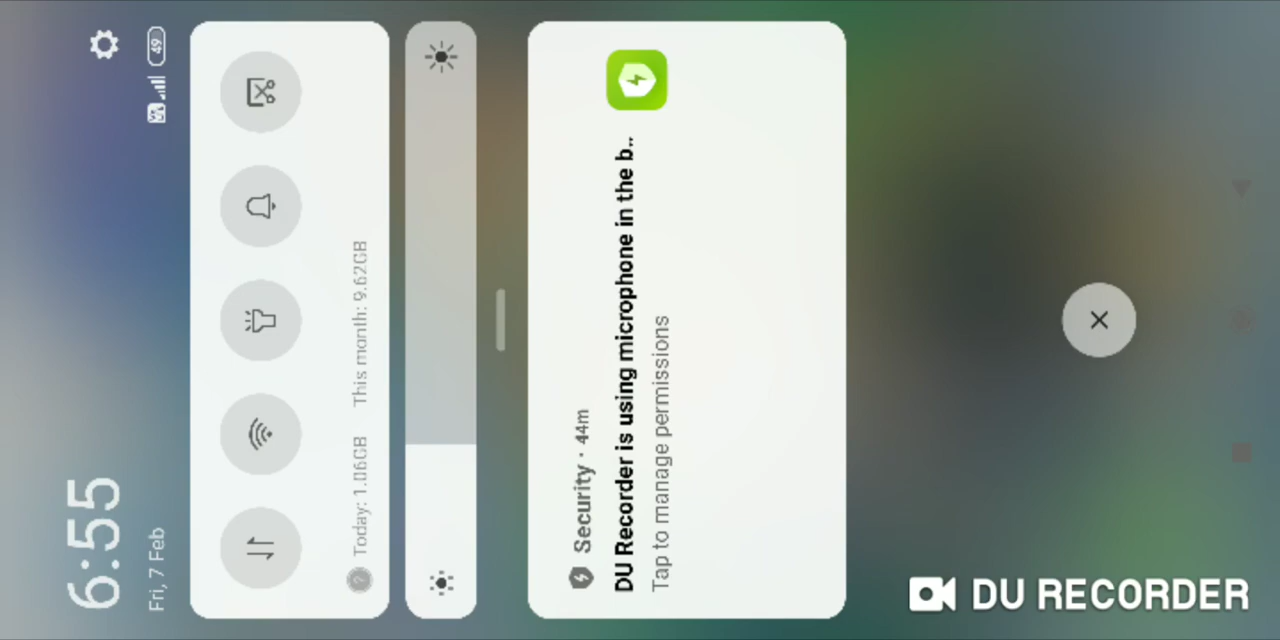 6:55
Fri, 7 Feb
49
Today: 1.06GB This month: 9.62GB
Security · 44m
DU Recorder is using microphone in the b..
Tap to manage permissions
DU RECORDER